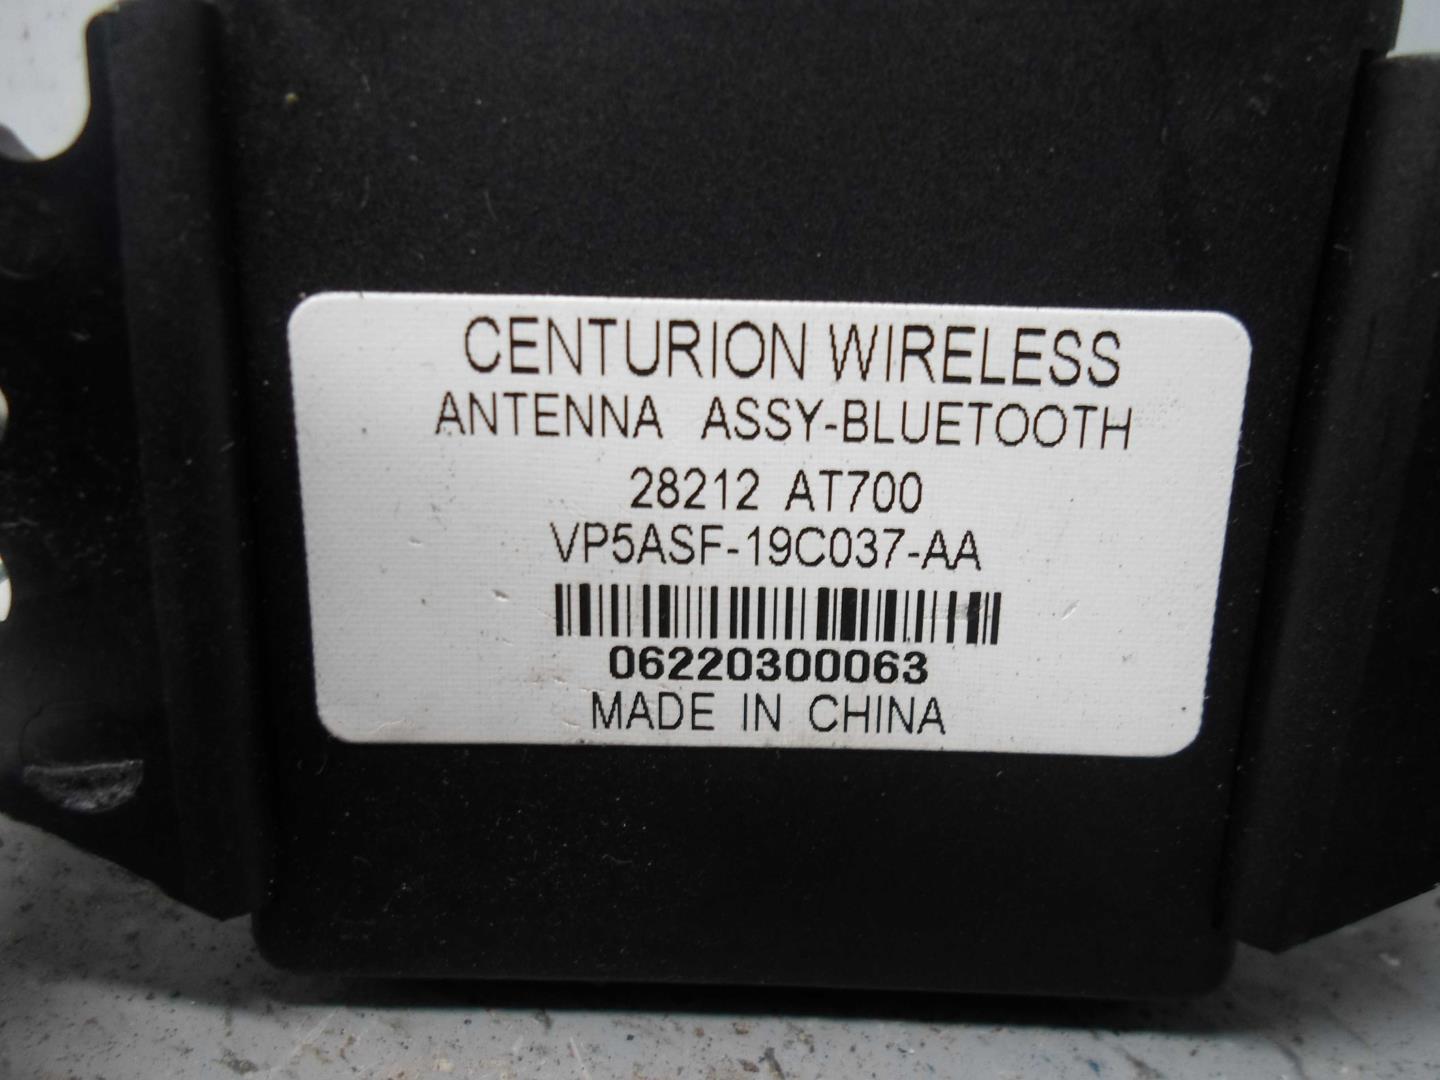 CENTURION WIRELESS
ANTENNA ASSY-BLUETOOTH
28212 AT700
VP5ASF-19C037-AA
06220300063
MADE IN CHINA